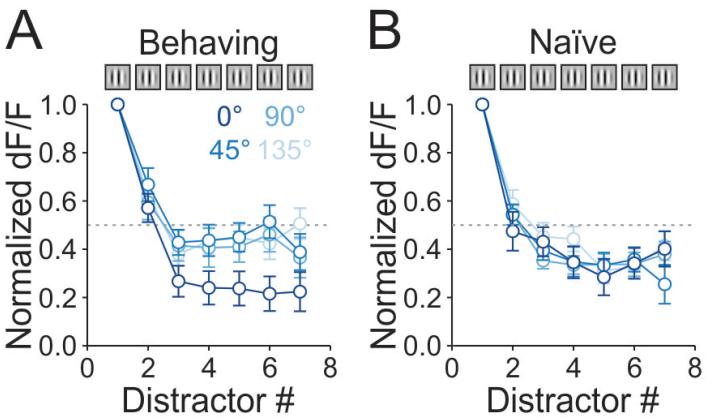 A
Behaving
Normalized dF/F
1.0
0.8
0.6
0.4
0.2
0.0
0° 90°
45° 135°
0 2 4 6 8
Distractor #
B
Naïve
Normalized dF/F
1.0
0.8
0.6
0.4
0.2
0.0
0 2 4 6 8
Distractor #